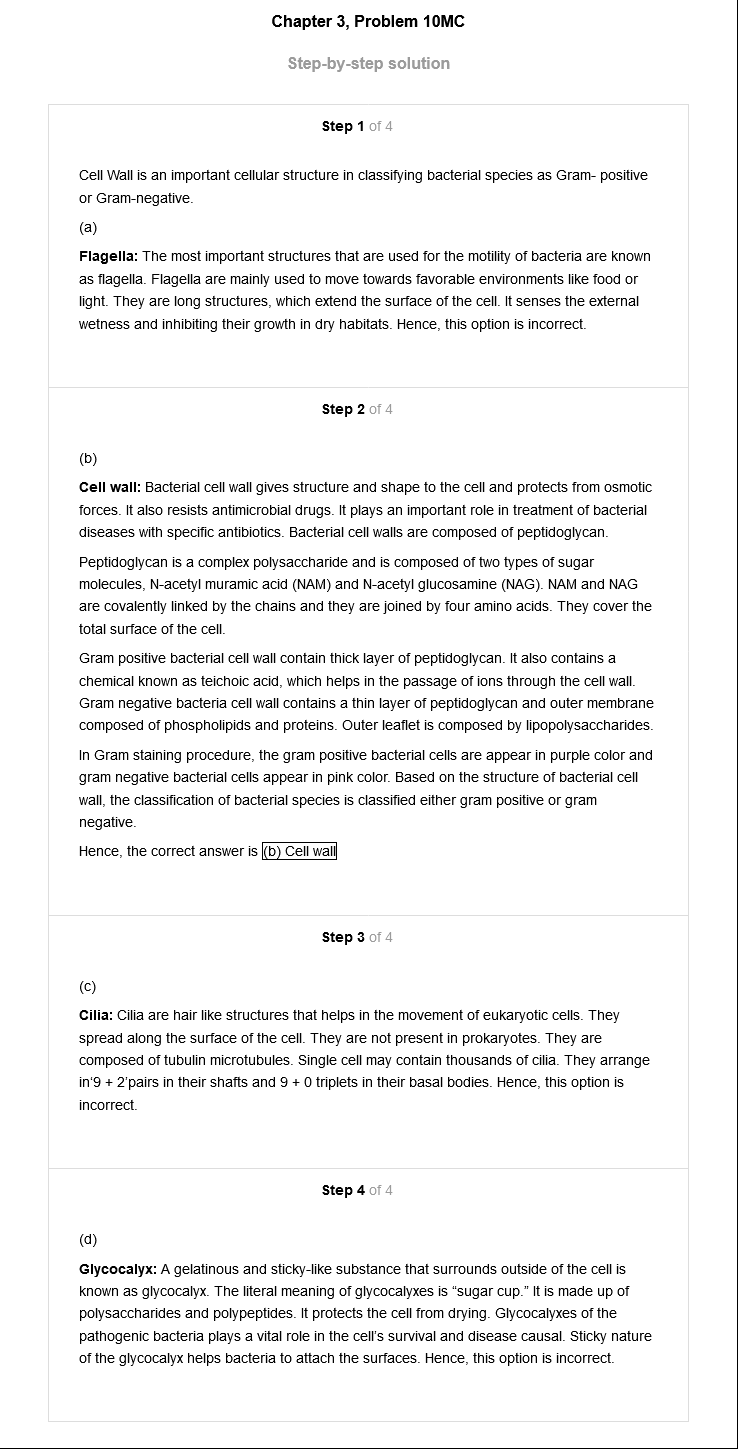 Chapter 3, Problem 10MC
Step-by-step solution
Step 1 of 4
Cell Wall is an important cellular structure in classifying bacterial species as Gram- positive
or Gram-negative.
(a)
Flagella: The most important structures that are used for the motility of bacteria are known
as flagella. Flagella are mainly used to move towards favorable environments like food or
light. They are long structures, which extend the surface of the cell. It senses the external
wetness and inhibiting their growth in dry habitats. Hence, this option is incorrect.
Step 2 of 4
(b)
Cell wall: Bacterial cell wall gives structure and shape to the cell and protects from osmotic
forces. It also resists antimicrobial drugs. It plays an important role in treatment of bacterial
diseases with specific antibiotics. Bacterial cell walls are composed of peptidoglycan.
Peptidoglycan is a complex polysaccharide and is composed of two types of sugar
molecules, N-acetyl muramic acid (NAM) and N-acetyl glucosamine (NAG). NAM and NAG
are covalently linked by the chains and they are joined by four amino acids. They cover the
total surface of the cell.
Gram positive bacterial cell wall contain thick layer of peptidoglycan. It also contains a
chemical known as teichoic acid, which helps in the passage of ions through the cell wall.
Gram negative bacteria cell wall contains a thin layer of peptidoglycan and outer membrane
composed of phospholipids and proteins. Outer leaflet is composed by lipopolysaccharides.
In Gram staining procedure, the gram positive bacterial cells are appear in purple color and
gram negative bacterial cells appear in pink color. Based on the structure of bacterial cell
wall, the classification of bacterial species is classified either gram positive or gram
negative.
Hence, the correct answer is (b) Cell wall
Step 3 of 4
(c)
Cilia: Cilia are hair like structures that helps in the movement of eukaryotic cells. They
spread along the surface of the cell. They are not present in prokaryotes. They are
composed of tubulin microtubules. Single cell may contain thousands of cilia. They arrange
in‘9 + 2’pairs in their shafts and 9 + 0 triplets in their basal bodies. Hence, this option is
incorrect.
Step 4 of 4
(d)
Glycocalyx: A gelatinous and sticky-like substance that surrounds outside of the cell is
known as glycocalyx. The literal meaning of glycocalyxes is “sugar cup.” It is made up of
polysaccharides and polypeptides. It protects the cell from drying. Glycocalyxes of the
pathogenic bacteria plays a vital role in the cell’s survival and disease causal. Sticky nature
of the glycocalyx helps bacteria to attach the surfaces. Hence, this option is incorrect.